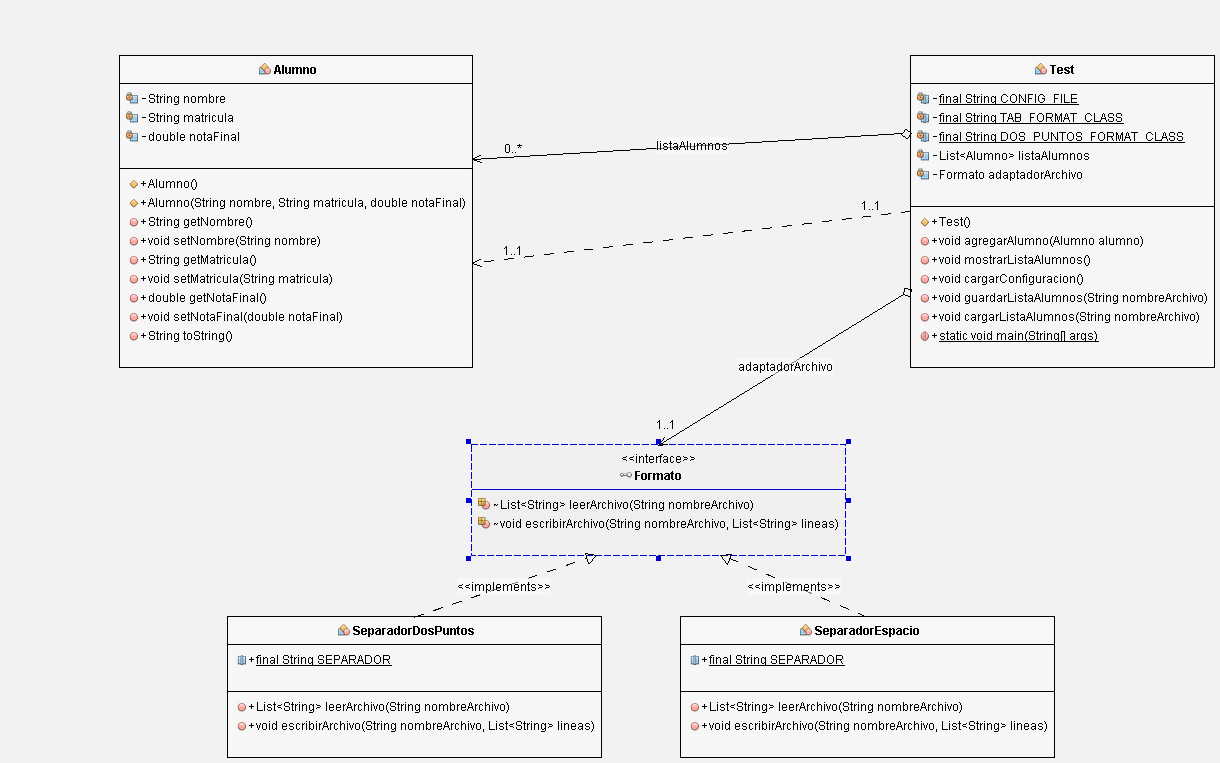 Alumno
-String nombre
-String matricula
-double notaFinal
+Alumno()
+Alumno(String nombre, String matricula, double notaFinal)
+String getNombre()
+void setNombre(String nombre)
+String getMatricula()
+void setMatricula(String matricula)
+double getNotaFinal()
+void setNotaFinal(double notaFinal)
+String toString()
Test
-final String CONFIG_FILE
-final String TAB_FORMAT_CLASS
-final String DOS_PUNTOS_FORMAT_CLASS
-List<Alumno> listaAlumnos
-Formato adaptadorArchivo
+Test()
+void agregarAlumno(Alumno alumno)
+void mostrarListaAlumnos()
+void cargarConfiguracion()
+void guardarListaAlumnos(String nombreArchivo)
+void cargarListaAlumnos(String nombreArchivo)
+static void main(String[] args)
0..*
listaAlumnos
1..1
1..1
adaptadorArchivo
1..1
<<interface>>
Formato
~List<String> leerArchivo(String nombreArchivo)
~void escribirArchivo(String nombreArchivo, List<String> lineas)
<<implements>>
<<implements>>
SeparadorDosPuntos
+final String SEPARADOR
+List<String> leerArchivo(String nombreArchivo)
+void escribirArchivo(String nombreArchivo, List<String> lineas)
SeparadorEspacio
+final String SEPARADOR
+List<String> leerArchivo(String nombreArchivo)
+void escribirArchivo(String nombreArchivo, List<String> lineas)